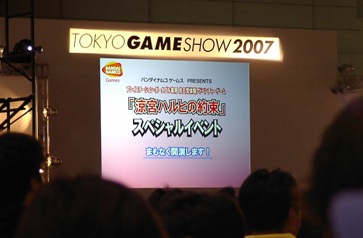 TOKYO GAME SHOW 2007
BANDAI NAMCO
Games
バンダイナムコゲームス PRESENTS
『涼宮ハルヒの約束』
スペシャルイベント
まもなく開演します！